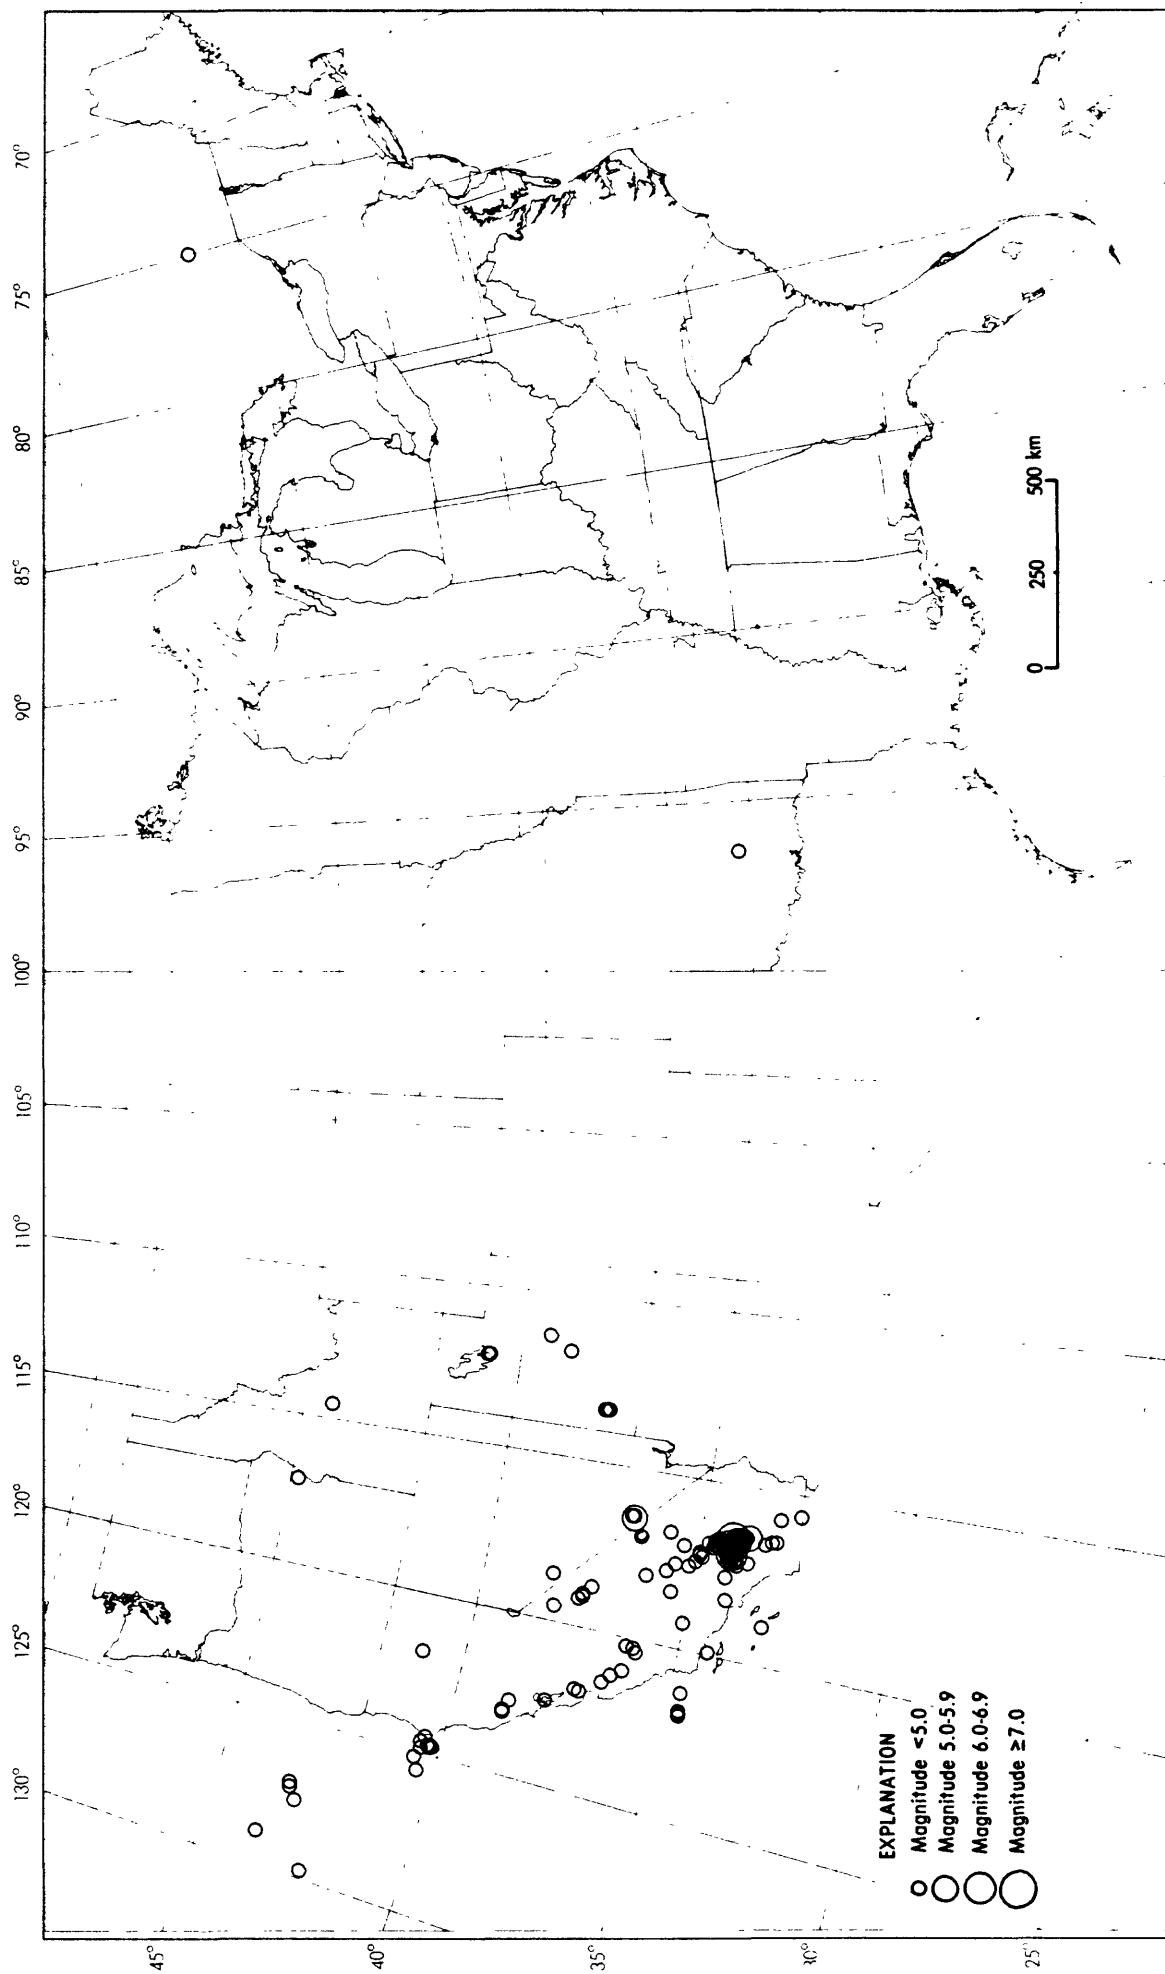 130° 125° 120° 115° 110° 105° 100° 95° 90° 85° 80° 75° 70°
45°
40°
35°
30°
25°
0 250 500 km
EXPLANATION
Magnitude <5.0
Magnitude 5.0-5.9
Magnitude 6.0-6.9
Magnitude ≥7.0